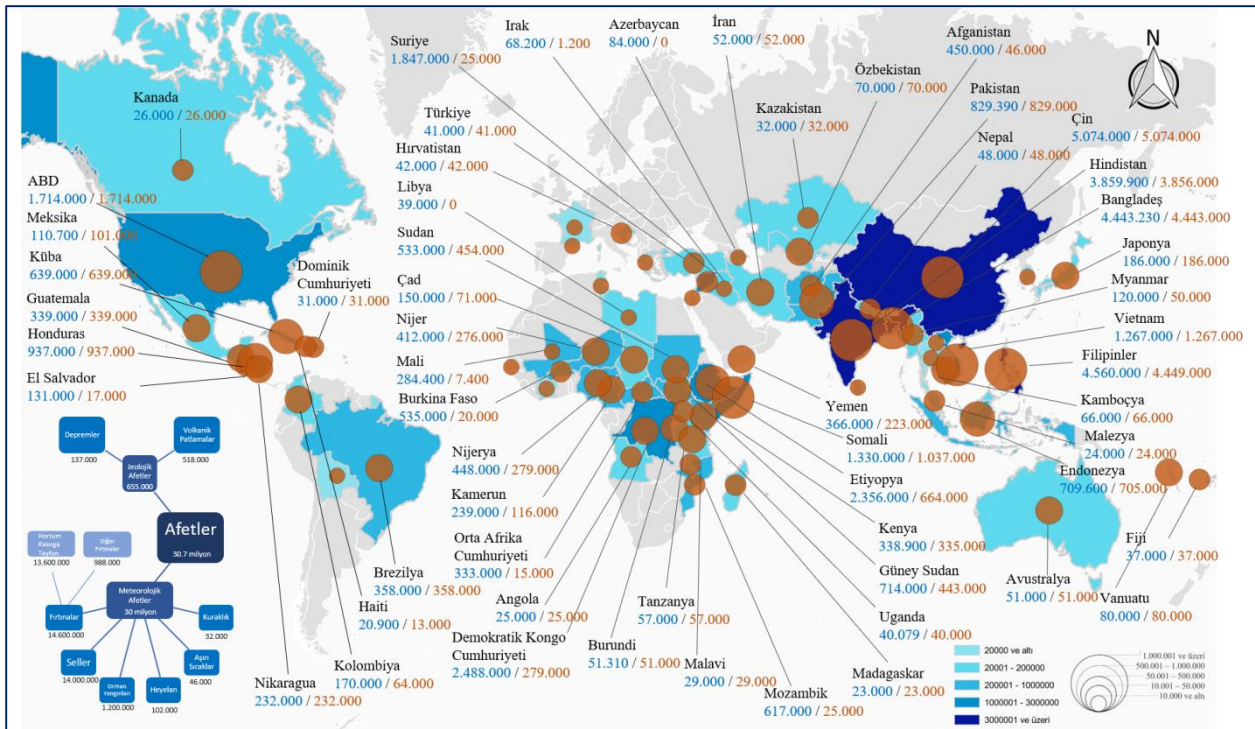 Kanada
26.000 / 26.000
ABD
1.714.000 / 1.714.000
Meksika
110.700 / 101.000
Küba
639.000 / 639.000
Guatemala
339.000 / 339.000
Honduras
937.000 / 937.000
El Salvador
131.000 / 17.000
Dominik
Cumhuriyeti
31.000 / 31.000
Suriye
1.847.000 / 25.000
Irak
68.200 / 1.200
Azerbaycan
84.000 / 0
İran
52.000 / 52.000
Afganistan
450.000 / 46.000
Özbekistan
70.000 / 70.000
Kazakistan
32.000 / 32.000
Pakistan
829.390 / 829.000
Nepal
48.000 / 48.000
Çin
5.074.000 / 5.074.000
Hindistan
3.859.900 / 3.856.000
Bangladeş
4.443.230 / 4.443.000
Japonya
186.000 / 186.000
Myanmar
120.000 / 50.000
Vietnam
1.267.000 / 1.267.000
Filipinler
4.560.000 / 4.449.000
Kamboçya
66.000 / 66.000
Malezya
24.000 / 24.000
Endonezya
709.600 / 705.000
Fiji
37.000 / 37.000
Vanuatu
80.000 / 80.000
Avustralya
51.000 / 51.000
Türkiye
41.000 / 41.000
Hırvatistan
42.000 / 42.000
Libya
39.000 / 0
Sudan
533.000 / 454.000
Çad
150.000 / 71.000
Nijer
412.000 / 276.000
Mali
284.400 / 7.400
Burkina Faso
535.000 / 20.000
Nijerya
448.000 / 279.000
Kamerun
239.000 / 116.000
Orta Afrika
Cumhuriyeti
333.000 / 15.000
Angola
25.000 / 25.000
Demokratik Kongo
Cumhuriyeti
2.488.000 / 279.000
Burundi
51.310 / 51.000
Tanzanya
57.000 / 57.000
Malavi
29.000 / 29.000
Mozambik
617.000 / 25.000
Madagaskar
23.000 / 23.000
Uganda
40.079 / 40.000
Güney Sudan
714.000 / 443.000
Kenya
338.900 / 335.000
Etiyopya
2.356.000 / 664.000
Somali
1.330.000 / 1.037.000
Yemen
366.000 / 223.000
Brezilya
358.000 / 358.000
Haiti
20.900 / 13.000
Kolombiya
170.000 / 64.000
Nikaragua
232.000 / 232.000
Depremler
137.000
Volkanik
Patlamalar
518.000
Jeolojik
Afetler
655.000
Afetler
30.7 milyon
Hortum
Kasırga
Tayfun
13.600.000
Diğer
Fırtınalar
988.000
Meteorolojik
Afetler
30 milyon
Fırtınalar
14.600.000
Kuraklık
32.000
Seller
14.000.000
Orman
Yangınları
1.200.000
Heyelan
102.000
Aşırı
Sıcaklar
46.000
N
20000 ve altı
20001 - 200000
200001 - 1000000
1000001 - 3000000
3000001 ve üzeri
1.000.001 ve üzeri
500.001 - 1.000.000
50.001 - 500.000
10.001 - 50.000
10.000 ve altı